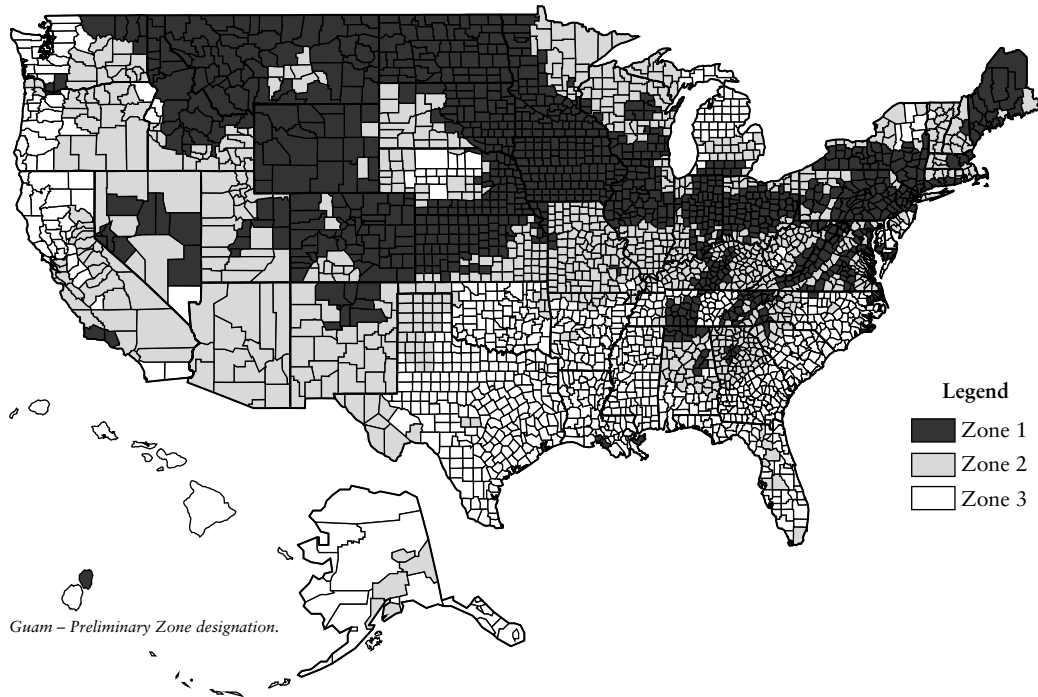 Legend
Zone 1
Zone 2
Zone 3
Guam – Preliminary Zone designation.